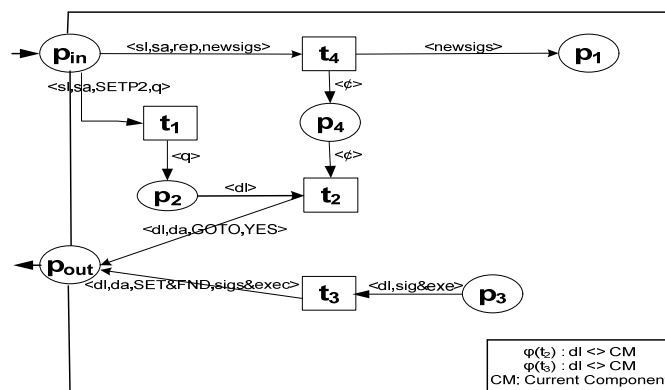 <sl,sa,rep,newsigs>
<newsigs>
pin
t4
p1
<sl,sa,SETP2,q>
<¢>
t1
p4
<q>
<¢>
<dl>
p2
t2
<dl,da,GOTO,YES>
pout
<dl,da,SET&FND,sigs&exec>
t3
<dl,sig&exe>
p3
φ(t2) : dl <> CM
φ(t3) : dl <> CM
CM: Current Component